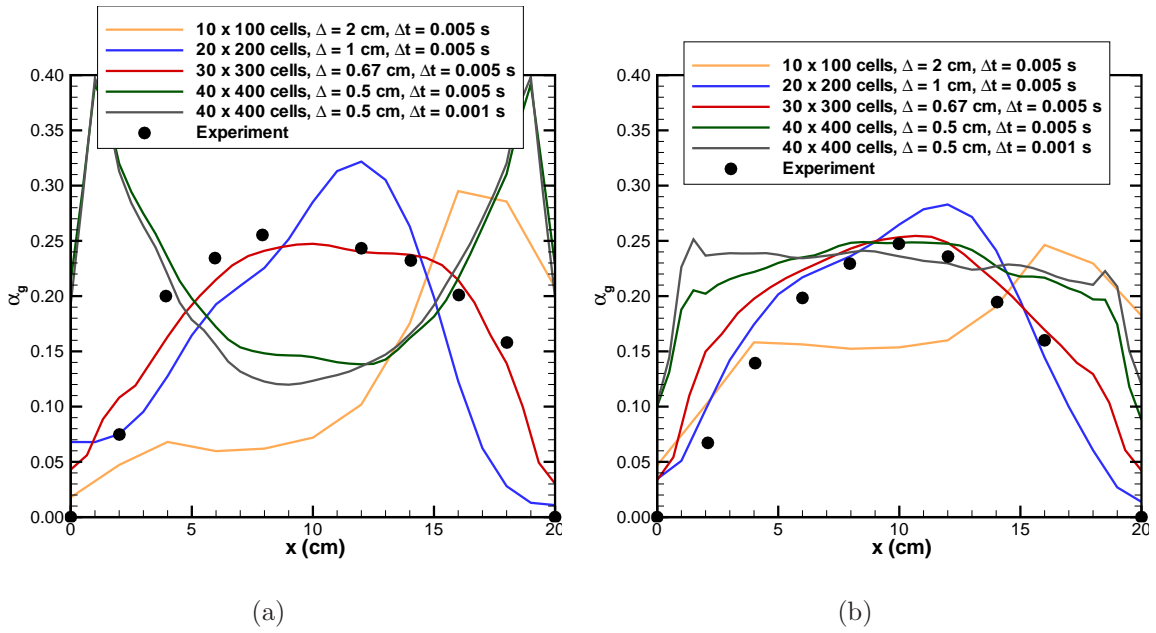 10 x 100 cells, Δ = 2 cm, Δt = 0.005 s
20 x 200 cells, Δ = 1 cm, Δt = 0.005 s
30 x 300 cells, Δ = 0.67 cm, Δt = 0.005 s
40 x 400 cells, Δ = 0.5 cm, Δt = 0.005 s
40 x 400 cells, Δ = 0.5 cm, Δt = 0.001 s
Experiment
0.40
0.35
0.30
0.25
0.20
0.15
0.10
0.05
0.00
αg
0 5 10 15 20
x (cm)
(a)
10 x 100 cells, Δ = 2 cm, Δt = 0.005 s
20 x 200 cells, Δ = 1 cm, Δt = 0.005 s
30 x 300 cells, Δ = 0.67 cm, Δt = 0.005 s
40 x 400 cells, Δ = 0.5 cm, Δt = 0.005 s
40 x 400 cells, Δ = 0.5 cm, Δt = 0.001 s
Experiment
0.40
0.35
0.30
0.25
0.20
0.15
0.10
0.05
0.00
αg
0 5 10 15 20
x (cm)
(b)